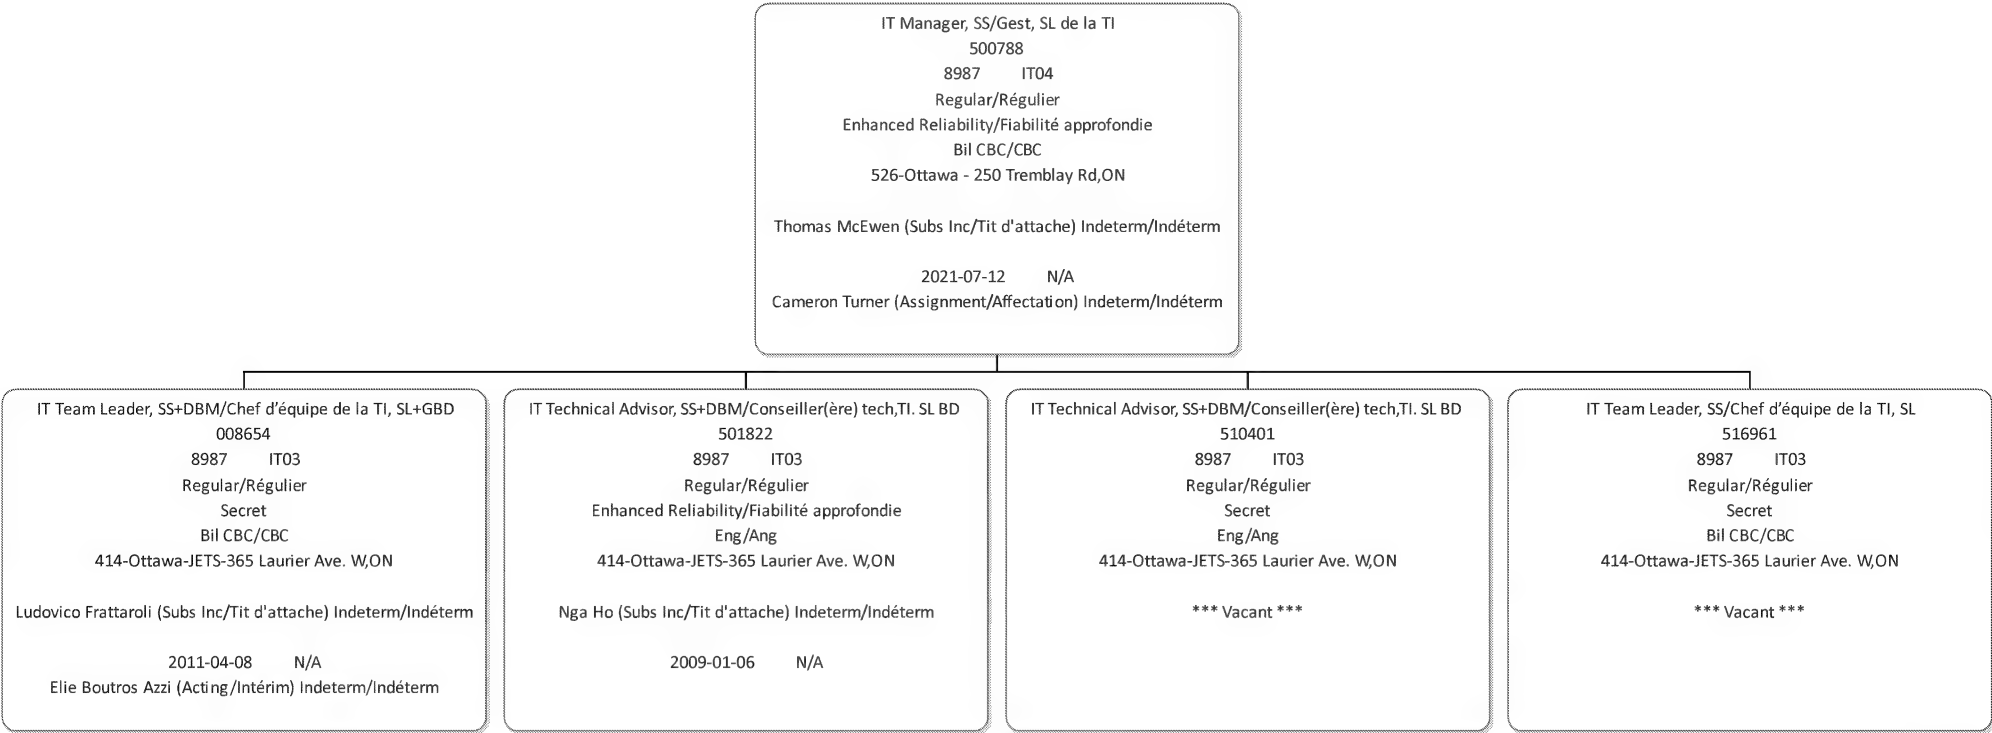 IT Manager, SS/Gest, SL de la TI
500788
8987 IT04
Regular/Régulier
Enhanced Reliability/Fiabilité approfondie
Bil CBC/CBC
526-Ottawa - 250 Tremblay Rd,ON
Thomas McEwen (Subs Inc/Tit d'attache) Indeterm/Indéterm
2021-07-12 N/A
Cameron Turner (Assignment/Affectation) Indeterm/Indéterm
IT Team Leader, SS+DBM/Chef d’équipe de la TI, SL+GBD
008654
8987 IT03
Regular/Régulier
Secret
Bil CBC/CBC
414-Ottawa-JETS-365 Laurier Ave. W,ON
Ludovico Frattaroli (Subs Inc/Tit d'attache) Indeterm/Indéterm
2011-04-08 N/A
Elie Boutros Azzi (Acting/Intérim) Indeterm/Indéterm
IT Technical Advisor, SS+DBM/Conseiller(ère) tech,TI. SL BD
501822
8987 IT03
Regular/Régulier
Enhanced Reliability/Fiabilité approfondie
Eng/Ang
414-Ottawa-JETS-365 Laurier Ave. W,ON
Nga Ho (Subs Inc/Tit d'attache) Indeterm/Indéterm
2009-01-06 N/A
IT Technical Advisor, SS+DBM/Conseiller(ère) tech,TI. SL BD
510401
8987 IT03
Regular/Régulier
Secret
Eng/Ang
414-Ottawa-JETS-365 Laurier Ave. W,ON
*** Vacant ***
IT Team Leader, SS/Chef d’équipe de la TI, SL
516961
8987 IT03
Regular/Régulier
Secret
Bil CBC/CBC
414-Ottawa-JETS-365 Laurier Ave. W,ON
*** Vacant ***